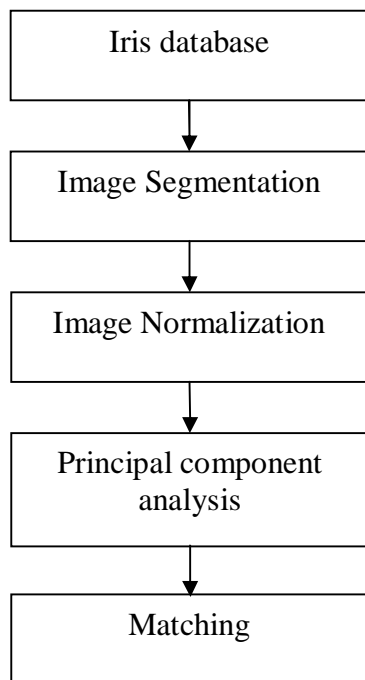 Iris database
Image Segmentation
Image Normalization
Principal component
analysis
Matching